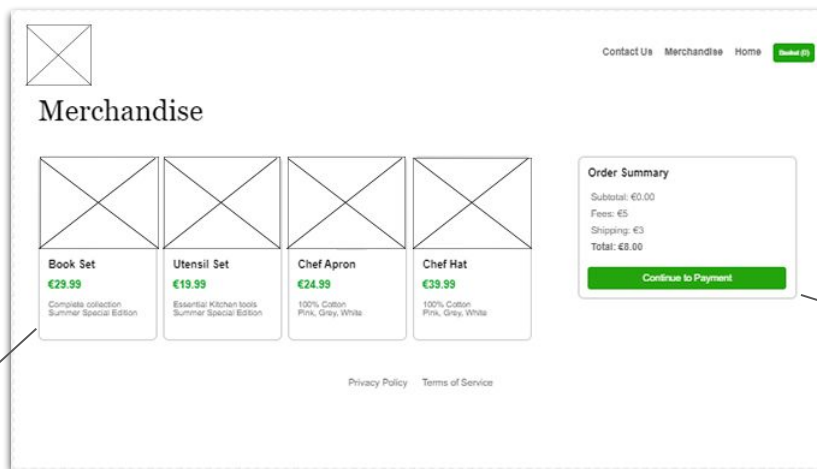 Contact Us Merchandise Home Basket (0)
Merchandise
Book Set
€29.99
Complete collection
Summer Special Edition
Utensil Set
€19.99
Essential Kitchen tools
Summer Special Edition
Chef Apron
€24.99
100% Cotton
Pink, Grey, White
Chef Hat
€39.99
100% Cotton
Pink, Grey, White
Order Summary
Subtotal: €0.00
Fees: €5
Shipping: €3
Total: €8.00
Continue to Payment
Privacy Policy Terms of Service